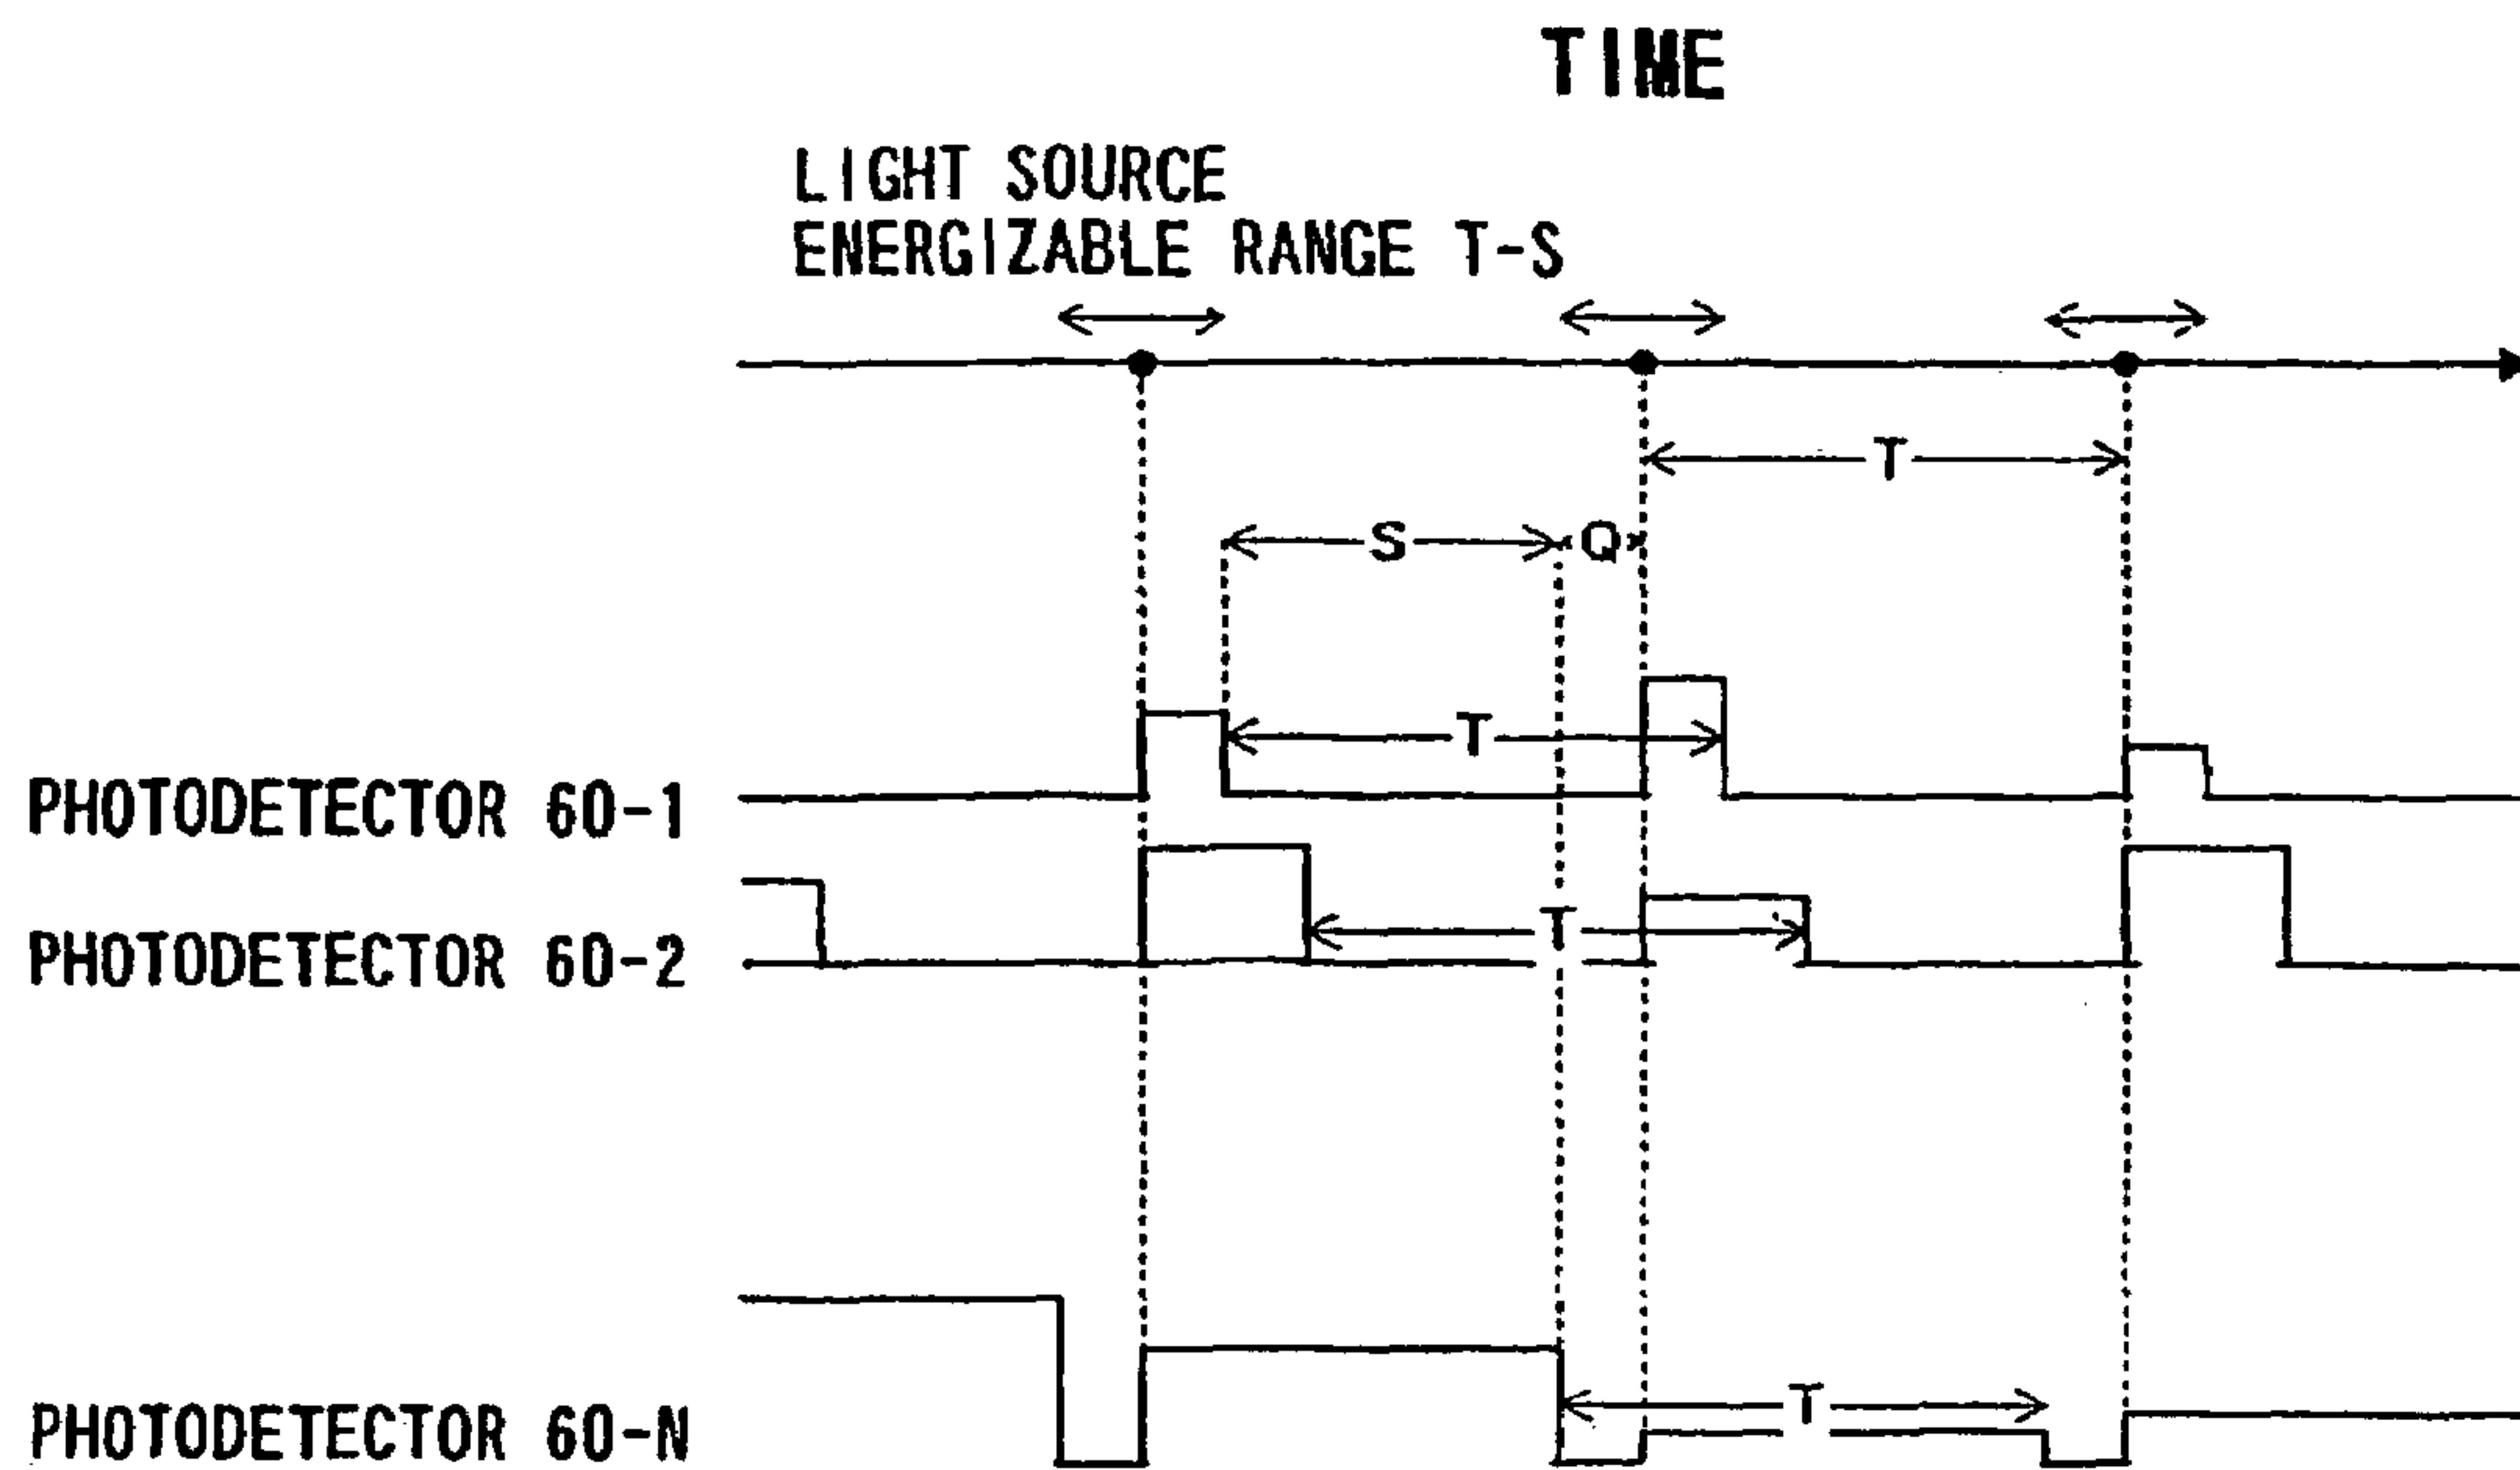 TIME
LIGHT SOURCE
ENERGIZABLE RANGE T-S
T
S Q
T
PHOTODETECTOR 60-1
T
PHOTODETECTOR 60-2
T
PHOTODETECTOR 60-N